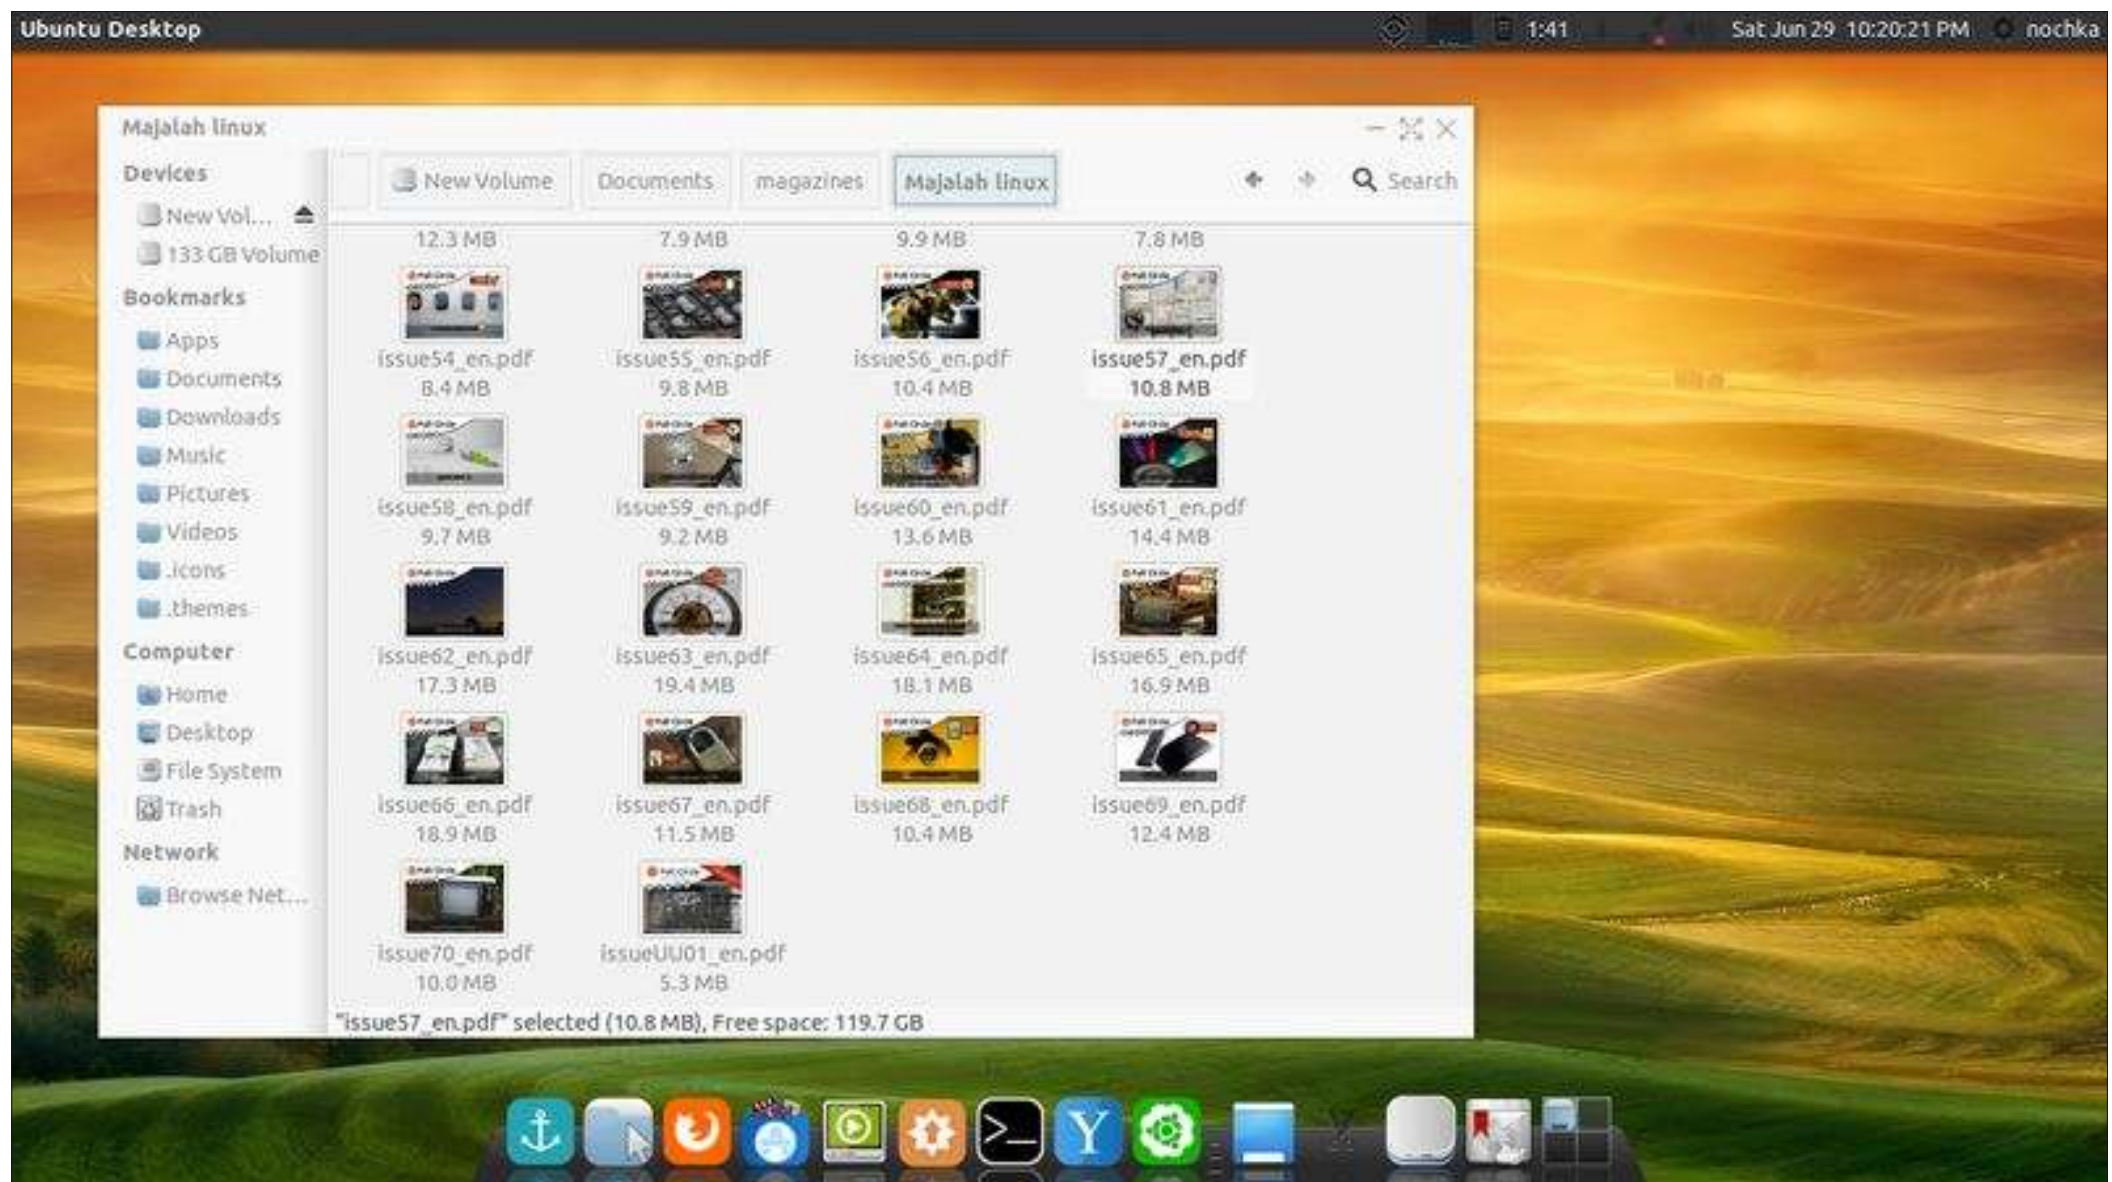 Ubuntu Desktop
1:41
Sat Jun 29 10:20:21 PM
nochka
Majalah linux
Devices
New Vol...
133 GB Volume
Bookmarks
Apps
Documents
Downloads
Music
Pictures
Videos
.icons
.themes
Computer
Home
Desktop
File System
Trash
Network
Browse Net...
New Volume
Documents
magazines
Majalah linux
Search
12.3 MB
7.9 MB
9.9 MB
7.8 MB
issue54_en.pdf
8.4 MB
issue55_en.pdf
9.8 MB
issue56_en.pdf
10.4 MB
issue57_en.pdf
10.8 MB
issue58_en.pdf
9.7 MB
issue59_en.pdf
9.2 MB
issue60_en.pdf
13.6 MB
issue61_en.pdf
14.4 MB
issue62_en.pdf
17.3 MB
issue63_en.pdf
19.4 MB
issue64_en.pdf
18.1 MB
issue65_en.pdf
16.9 MB
issue66_en.pdf
18.9 MB
issue67_en.pdf
11.5 MB
issue68_en.pdf
10.4 MB
issue69_en.pdf
12.4 MB
issue70_en.pdf
10.0 MB
issueUU01_en.pdf
5.3 MB
"issue57_en.pdf" selected (10.8 MB), Free space: 119.7 GB